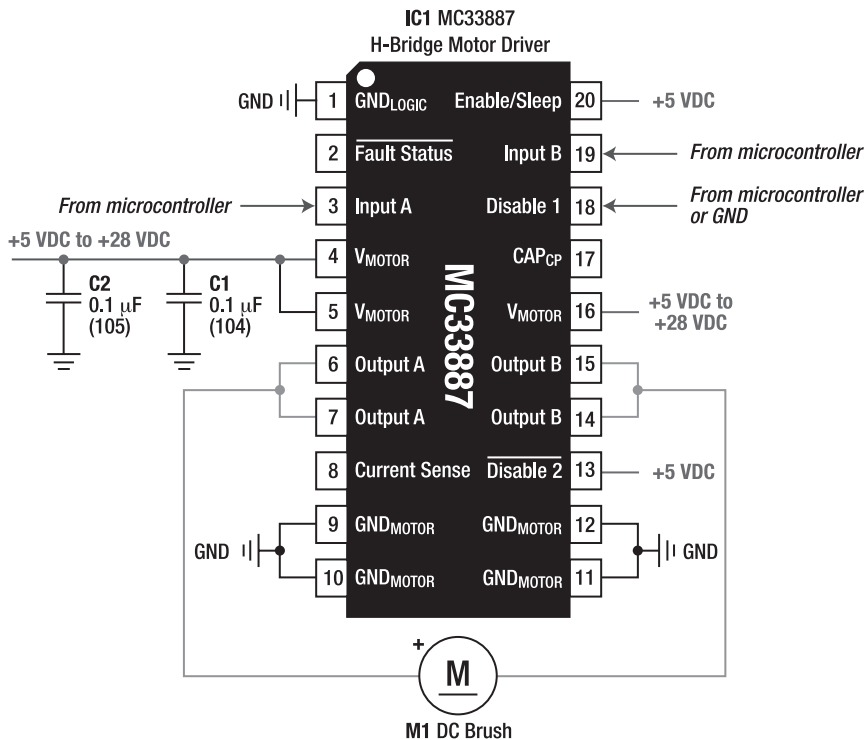 IC1 MC33887
H-Bridge Motor Driver
GND 1 GNDLOGIC Enable/Sleep 20 +5 VDC
2 Fault Status Input B 19 From microcontroller
From microcontroller 3 Input A Disable 1 18 From microcontroller
or GND
+5 VDC to +28 VDC
4 VMOTOR CAPCP 17
C2
0.1 μF
(105)
C1
0.1 μF
(104)
5 VMOTOR VMOTOR 16 +5 VDC to
+28 VDC
MC33887
6 Output A Output B 15
7 Output A Output B 14
8 Current Sense Disable 2 13 +5 VDC
GND 9 GNDMOTOR GNDMOTOR 12 GND
10 GNDMOTOR GNDMOTOR 11
+
M
M1 DC Brush